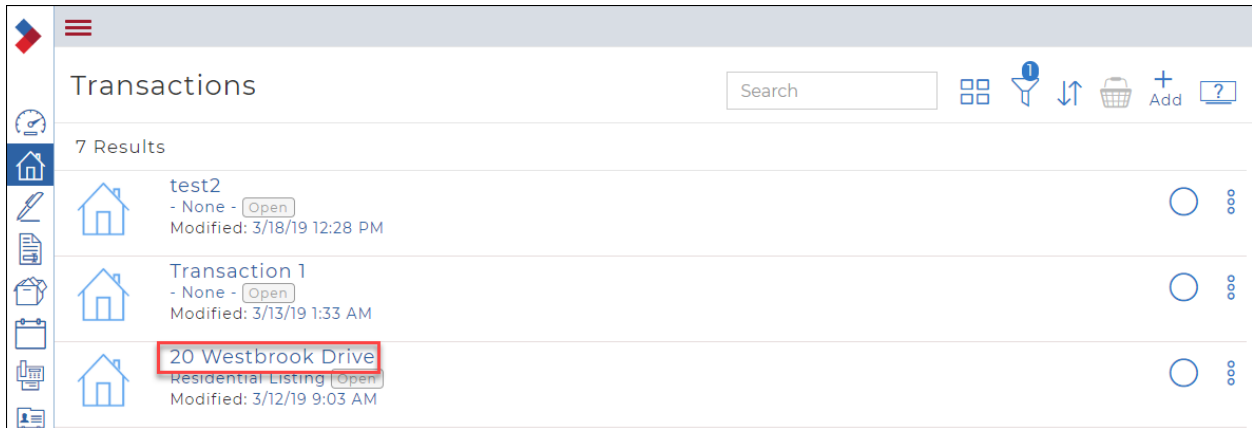 Transactions
Search
1
+
Add
?
7 Results
test2
- None - Open
Modified: 3/18/19 12:28 PM
Transaction 1
- None - Open
Modified: 3/13/19 1:33 AM
20 Westbrook Drive
Residential Listing Open
Modified: 3/12/19 9:03 AM